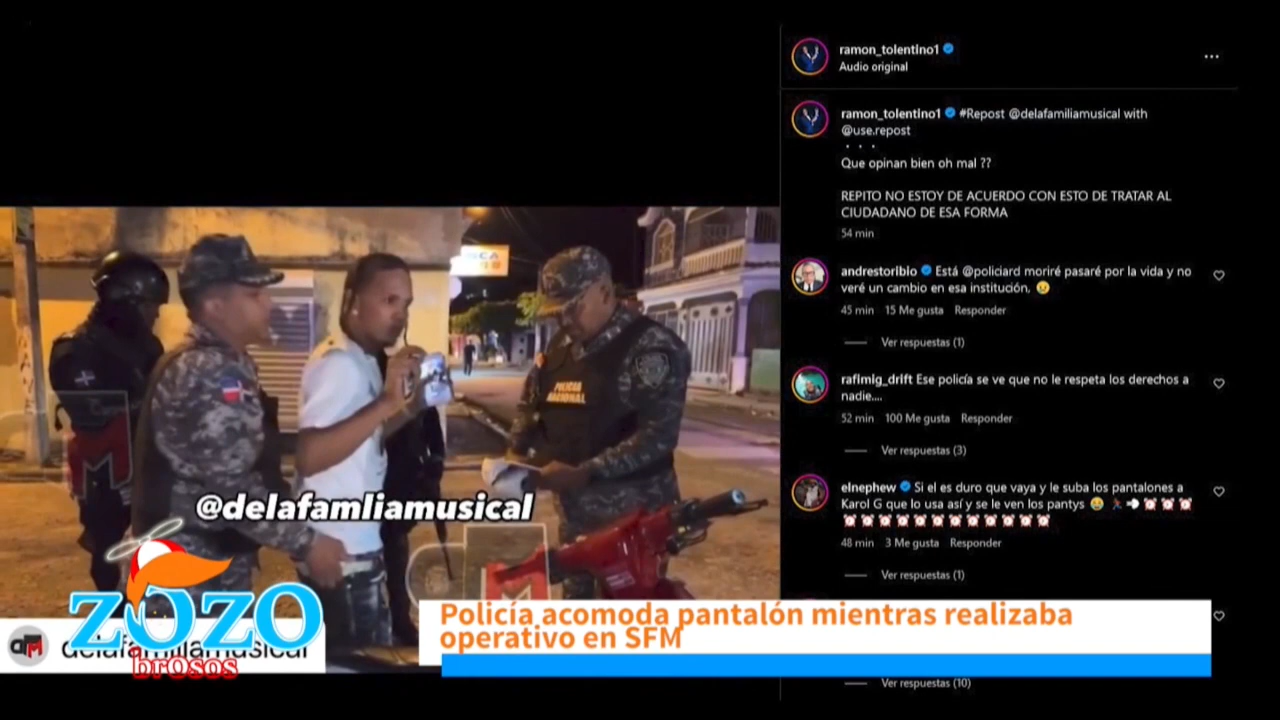 ramon_tolentino1
Audio original
ramon_tolentino1 #Repost @delafamiliamusical with
@use.repost
Que opinan bien oh mal ??
REPITO NO ESTOY DE ACUERDO CON ESTO DE TRATAR AL
CIUDADANO DE ESA FORMA
54 min
andrestoribio Está @policiard moriré pasaré por la vida y no
veré un cambio en esa institución, 😢
45 min 15 Me gusta Responder
Ver respuestas (1)
raflmig_drift Ese policía se ve que no le respeta los derechos a
nadie....
52 min 100 Me gusta Responder
Ver respuestas (3)
elnephew Si el es duro que vaya y le suba los pantalones a
Karol G que lo usa así y se le ven los pantys
48 min 3 Me gusta Responder
Ver respuestas (1)
Ver respuestas (10)
POLICIA
NACIONAL
@delafamliamusical
ZOZO
brosos
delafamiliamusical
Policía acomoda pantalón mientras realizaba
operativo en SFM